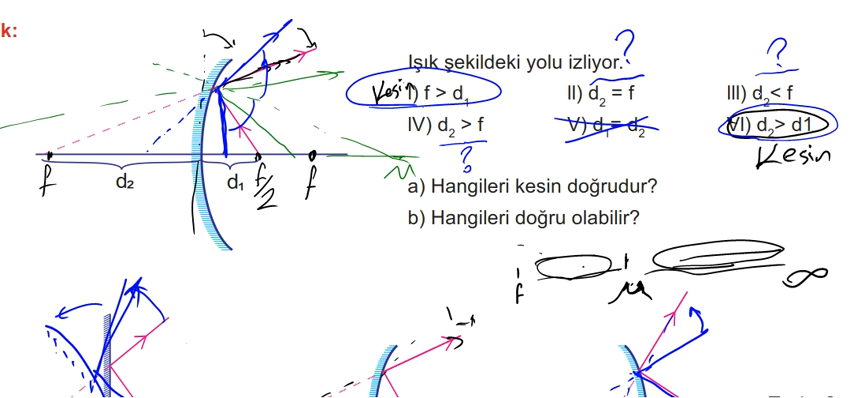 k:
Işık şekildeki yolu izliyor.
?
?
Kesin I) f > d₁
II) d₂ = f
III) d₂ < f
IV) d₂ > f
V) d₁ = d₂
VI) d₂ > d1
?
Kesin
f
d₂
d₁
f/2
f
M
a) Hangileri kesin doğrudur?
b) Hangileri doğru olabilir?
f
M
∞